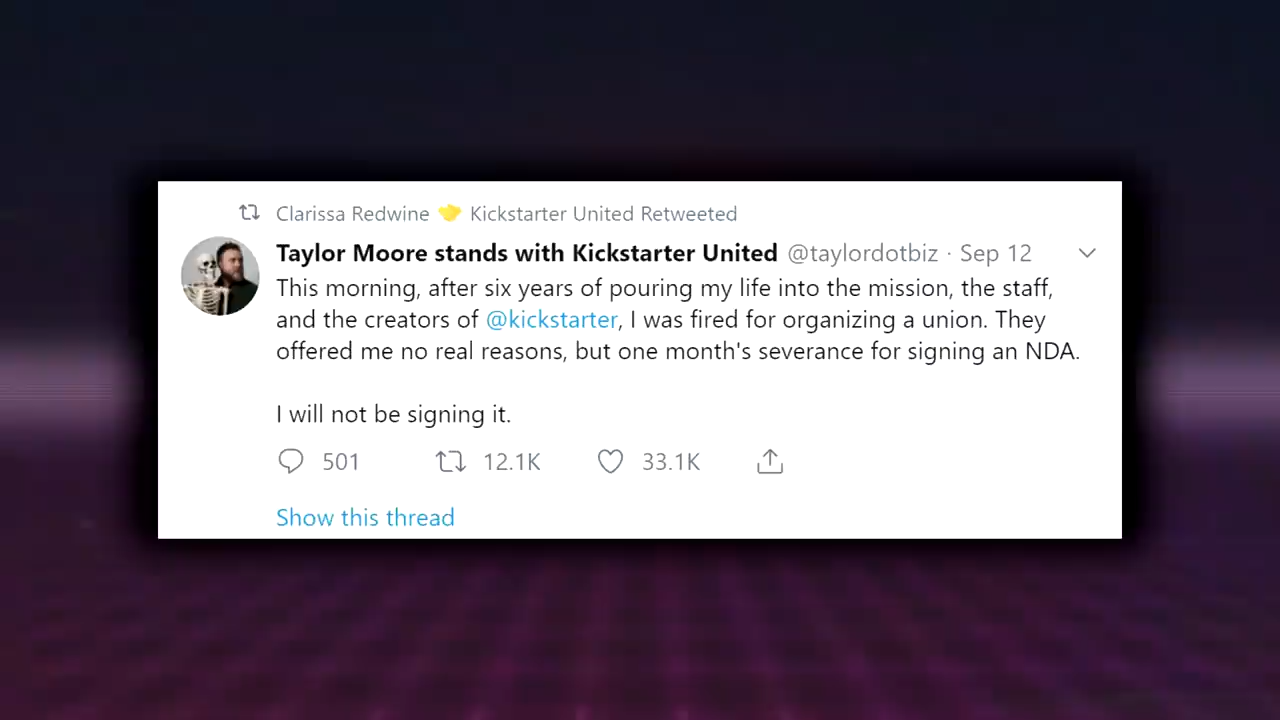 Clarissa Redwine 🤝 Kickstarter United Retweeted
Taylor Moore stands with Kickstarter United @taylordotbiz · Sep 12
This morning, after six years of pouring my life into the mission, the staff,
and the creators of @kickstarter, I was fired for organizing a union. They
offered me no real reasons, but one month's severance for signing an NDA.
I will not be signing it.
501 12.1K 33.1K
Show this thread